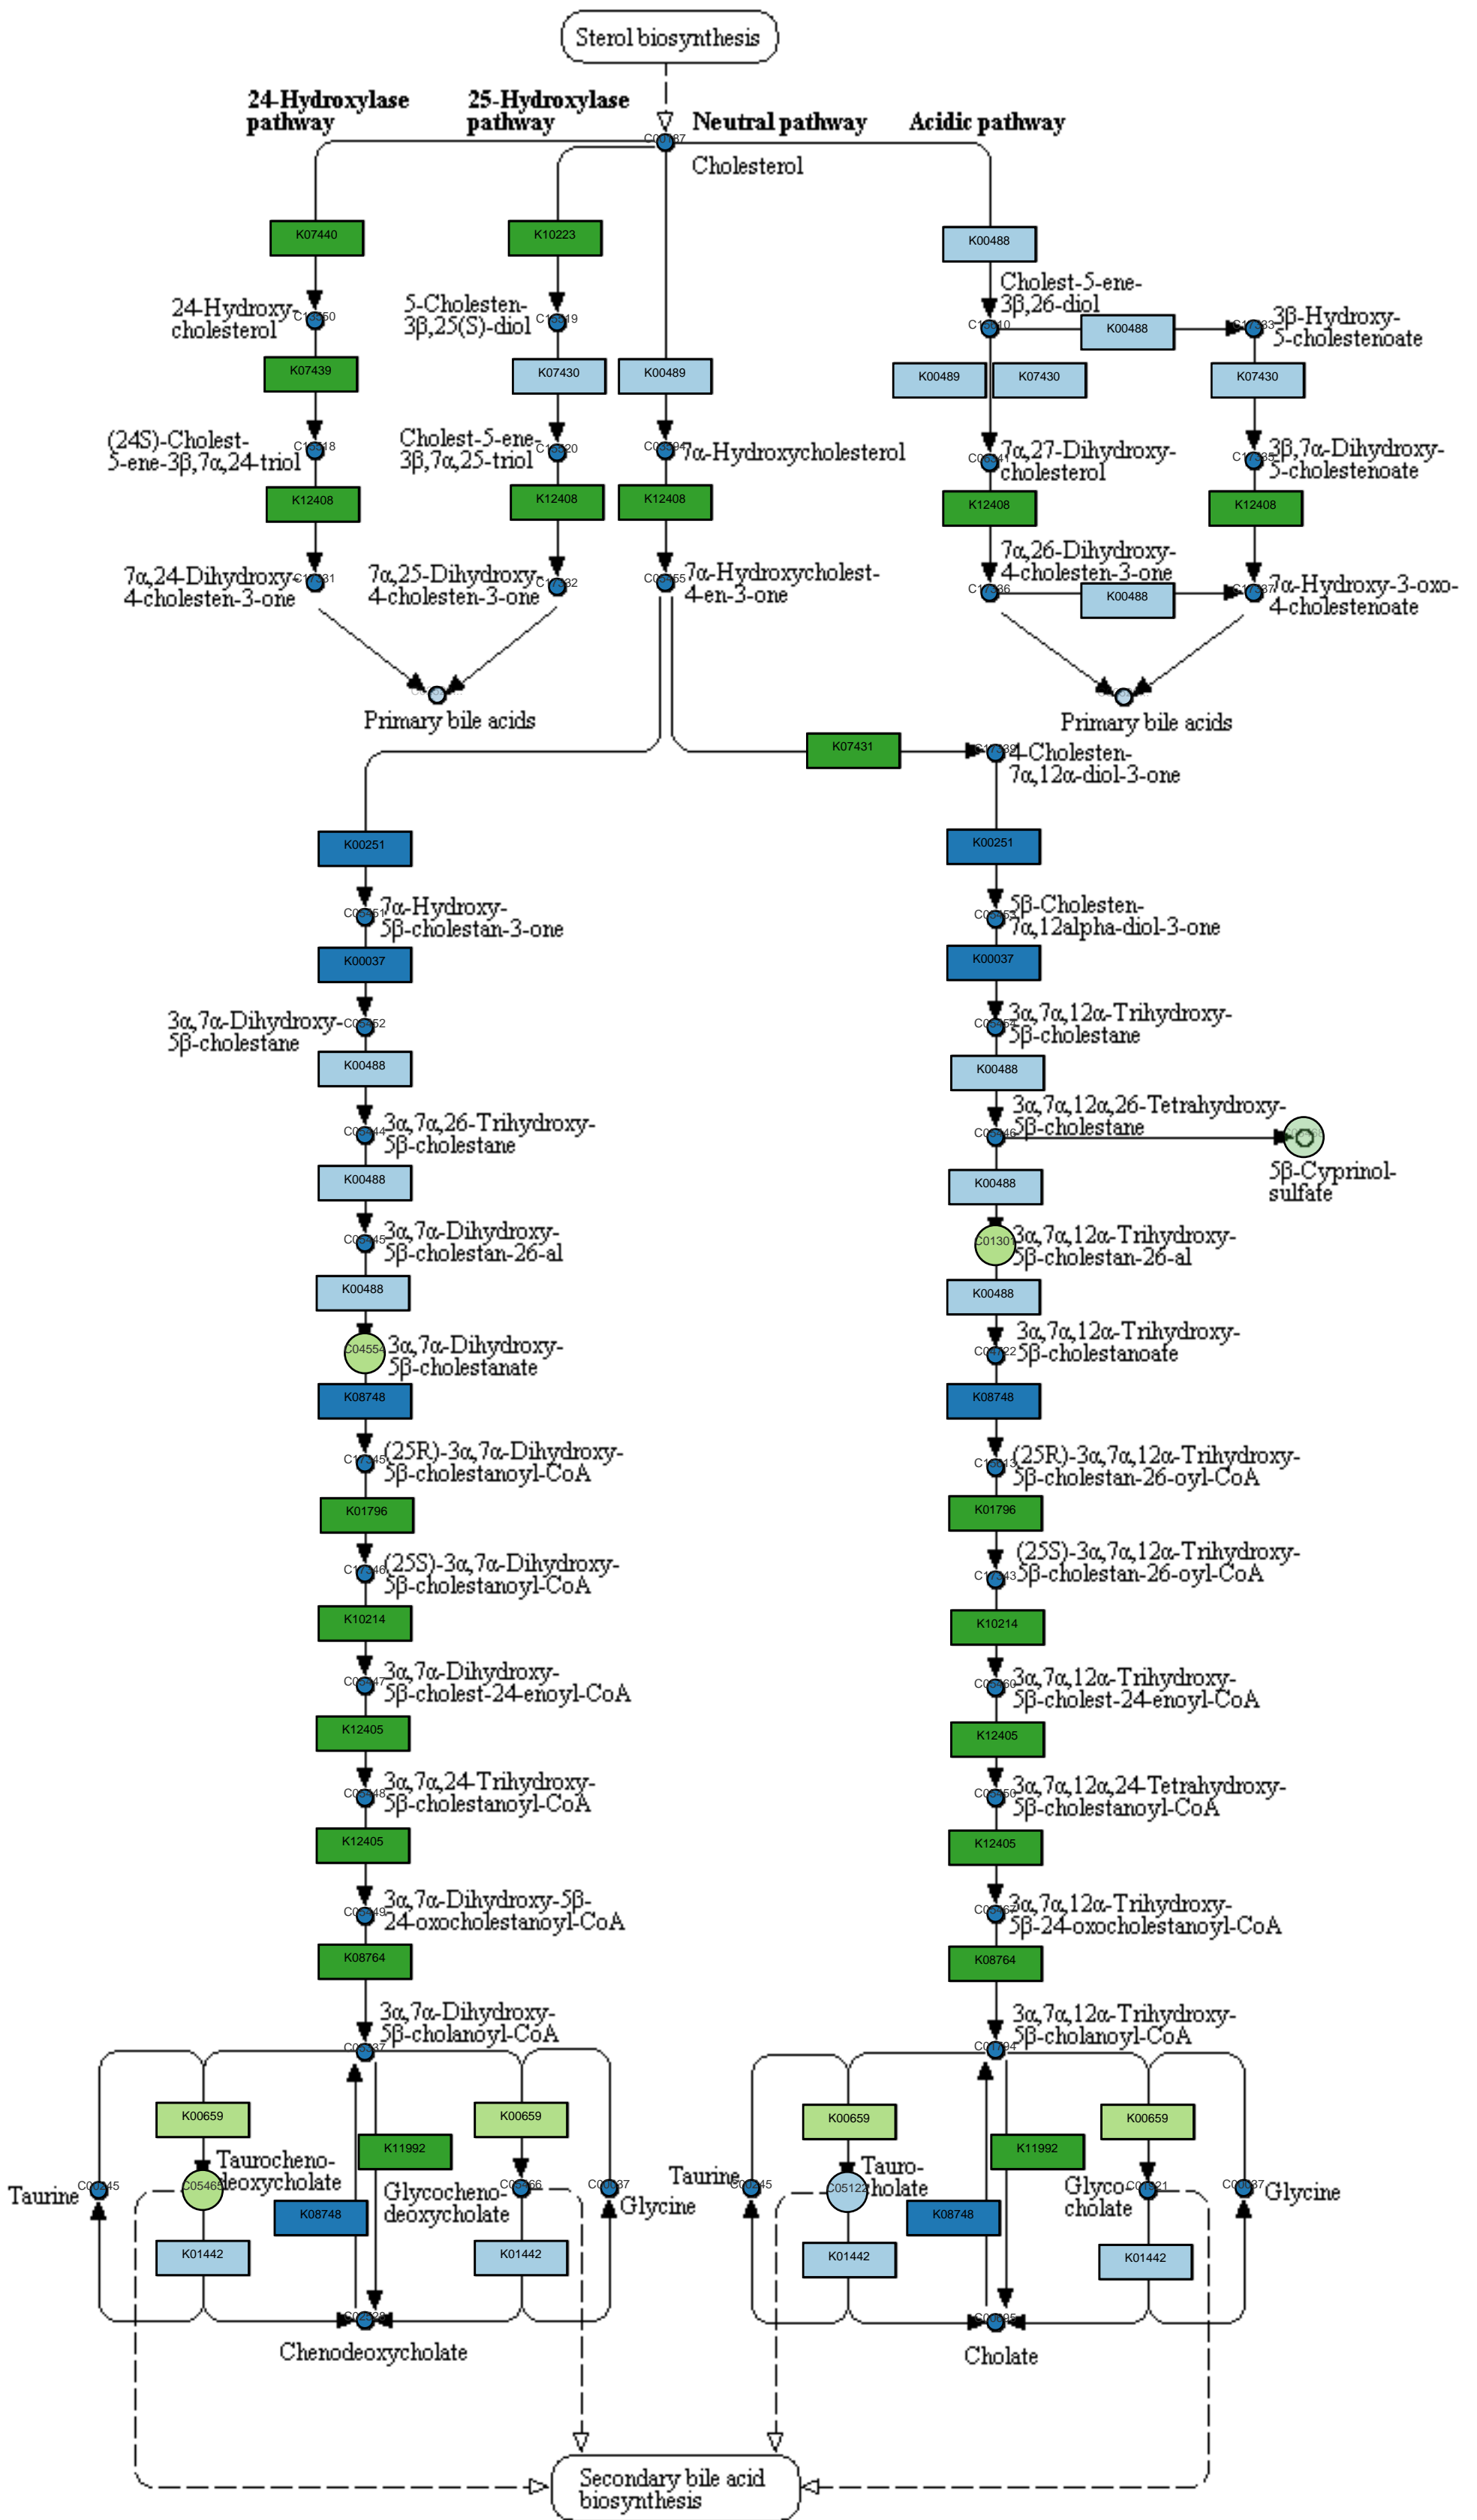 Sterol biosynthesis
24-Hydroxylase
pathway
25-Hydroxylase
pathway
Neutral pathway
Acidic pathway
Cholesterol
K07440
K10223
K00488
24-Hydroxy-
cholesterol
5-Cholesten-
3β,25(S)-diol
Cholest-5-ene-
3β,26-diol
K00488
3β-Hydroxy-
5-cholestenoate
K07439
K07430
K00489
K00489
K07430
K07430
(24S)-Cholest-
5-ene-3β,7α,24-triol
Cholest-5-ene-
3β,7α,25-triol
7α-Hydroxycholesterol
7α,27-Dihydroxy-
cholesterol
3β,7α-Dihydroxy-
5-cholestenoate
K12408
K12408
K12408
K12408
K12408
7α,24-Dihydroxy-
4-cholesten-3-one
7α,25-Dihydroxy-
4-cholesten-3-one
7α-Hydroxycholest-
4-en-3-one
7α,26-Dihydroxy-
4-cholesten-3-one
K00488
7α-Hydroxy-3-oxo-
4-cholestenoate
Primary bile acids
Primary bile acids
K07431
4-Cholesten-
7α,12α-diol-3-one
K00251
K00251
7α-Hydroxy-
5β-cholestan-3-one
5β-Cholesten-
7α,12alpha-diol-3-one
K00037
K00037
3α,7α-Dihydroxy-
5β-cholestane
C05452
3α,7α,12α-Trihydroxy-
5β-cholestane
K00488
K00488
3α,7α,26-Trihydroxy-
5β-cholestane
3α,7α,12α,26-Tetrahydroxy-
5β-cholestane
5β-Cyprinol-
sulfate
K00488
K00488
3α,7α-Dihydroxy-
5β-cholestan-26-al
C01301
3α,7α,12α-Trihydroxy-
5β-cholestan-26-al
K00488
K00488
C04554
3α,7α-Dihydroxy-
5β-cholestanate
3α,7α,12α-Trihydroxy-
5β-cholestanoate
K08748
K08748
(25R)-3α,7α-Dihydroxy-
5β-cholestanoyl-CoA
(25R)-3α,7α,12α-Trihydroxy-
5β-cholestan-26-oyl-CoA
K01796
K01796
(25S)-3α,7α-Dihydroxy-
5β-cholestanoyl-CoA
(25S)-3α,7α,12α-Trihydroxy-
5β-cholestan-26-oyl-CoA
K10214
K10214
3α,7α-Dihydroxy-
5β-cholest-24-enoyl-CoA
3α,7α,12α-Trihydroxy-
5β-cholest-24-enoyl-CoA
K12405
K12405
3α,7α,24-Trihydroxy-
5β-cholestanoyl-CoA
3α,7α,12α,24-Tetrahydroxy-
5β-cholestanoyl-CoA
K12405
K12405
3α,7α-Dihydroxy-5β-
24-oxocholestanoyl-CoA
3α,7α,12α-Trihydroxy-
5β-24-oxocholestanoyl-CoA
K08764
K08764
3α,7α-Dihydroxy-
5β-cholanoyl-CoA
3α,7α,12α-Trihydroxy-
5β-cholanoyl-CoA
K00659
K00659
K00659
K00659
K11992
K11992
Taurine
C05465
Taurocheno-
deoxycholate
Glycocheno-
deoxycholate
Glycine
Taurine
C05122
Tauro-
cholate
Glyco-
cholate
Glycine
K08748
K08748
K01442
K01442
K01442
K01442
Chenodeoxycholate
Cholate
Secondary bile acid
biosynthesis